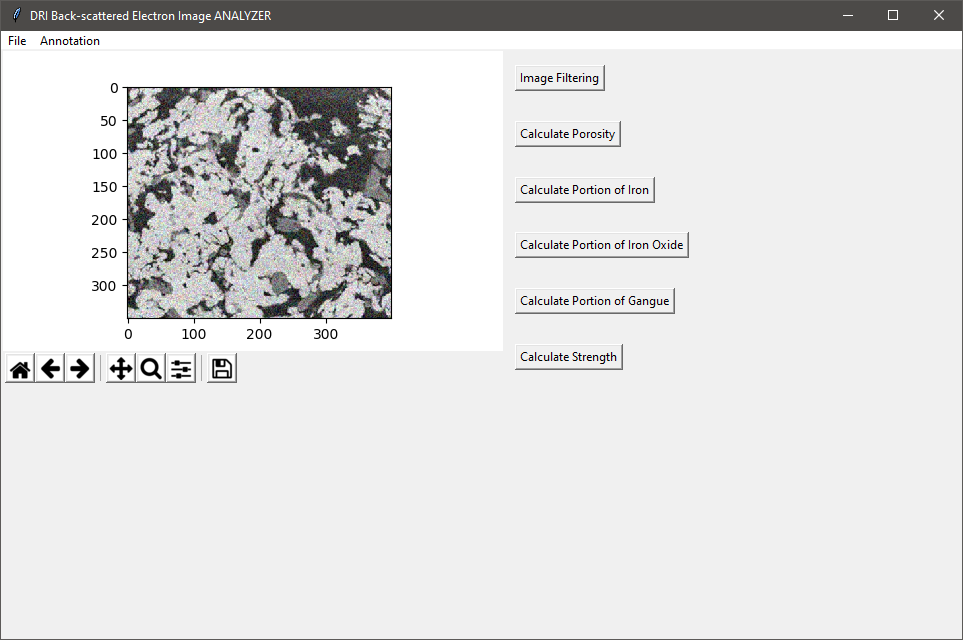 DRI Back-scattered Electron Image ANALYZER
File Annotation
0
50
100
150
200
250
300
0 100 200 300
Image Filtering
Calculate Porosity
Calculate Portion of Iron
Calculate Portion of Iron Oxide
Calculate Portion of Gangue
Calculate Strength